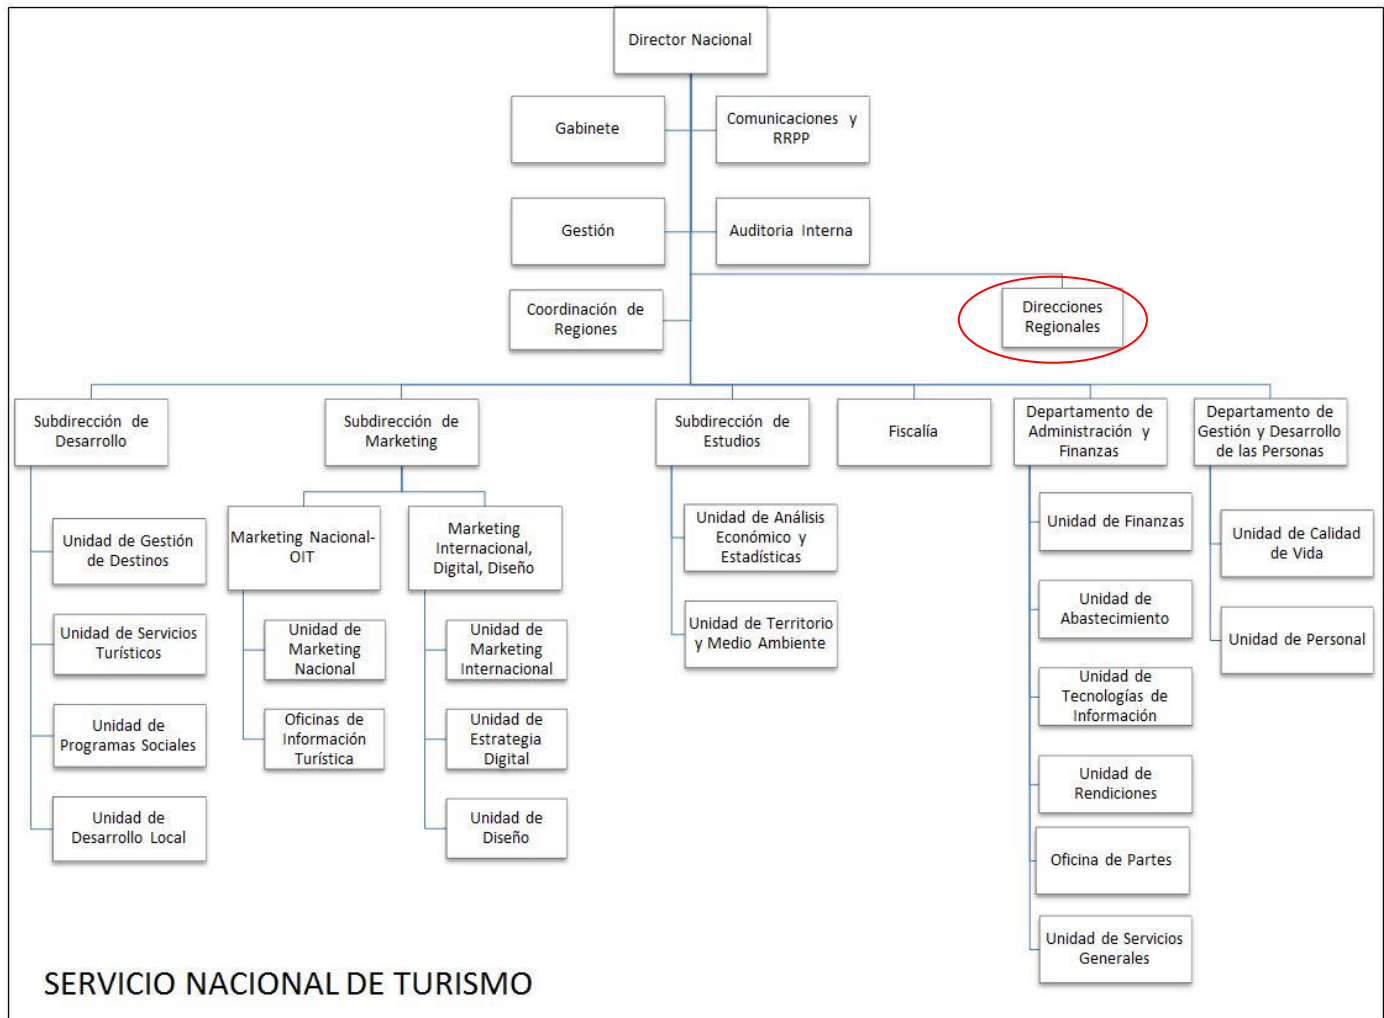 Director Nacional
Gabinete
Comunicaciones y
RRPP
Gestión
Auditoria Interna
Coordinación de
Regiones
Direcciones
Regionales
Subdirección de
Desarrollo
Subdirección de
Marketing
Subdirección de
Estudios
Fiscalía
Departamento de
Administración y
Finanzas
Departamento de
Gestión y Desarrollo
de las Personas
Unidad de Gestión
de Destinos
Unidad de Servicios
Turísticos
Unidad de
Programas Sociales
Unidad de
Desarrollo Local
Marketing Nacional-
OIT
Unidad de
Marketing
Nacional
Oficinas de
Información
Turística
Marketing
Internacional,
Digital, Diseño
Unidad de
Marketing
Internacional
Unidad de
Estrategia
Digital
Unidad de
Diseño
Unidad de Análisis
Económico y
Estadísticas
Unidad de Territorio
y Medio Ambiente
Unidad de Finanzas
Unidad de
Abastecimiento
Unidad de
Tecnologías de
Información
Unidad de
Rendiciones
Oficina de Partes
Unidad de Servicios
Generales
Unidad de Calidad
de Vida
Unidad de Personal
SERVICIO NACIONAL DE TURISMO